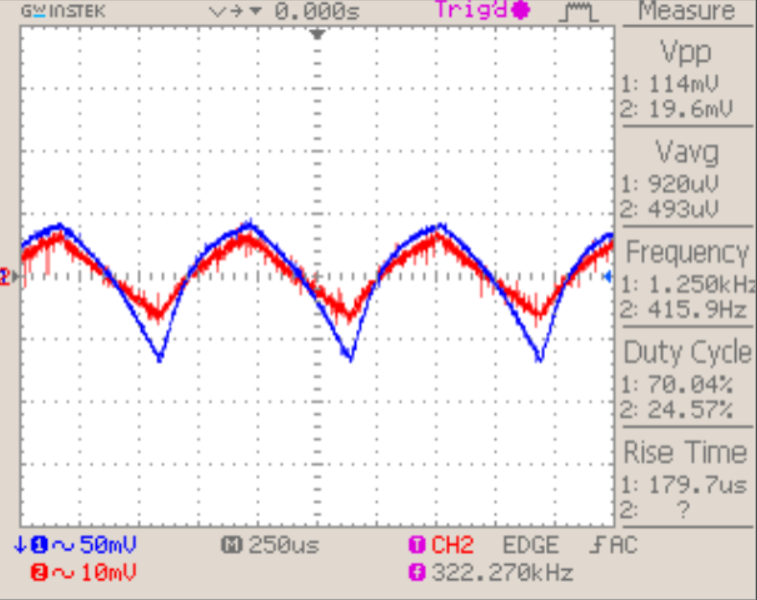 GW INSTEK 0.000s Trig'd Measure
Vpp
1: 114mV
2: 19.6mV
Vavg
1: 920uV
2: 493uV
Frequency
1: 1.250kHz
2: 415.9Hz
Duty Cycle
1: 70.04%
2: 24.57%
Rise Time
1: 179.7us
2: ?
1 50mV M 250us T CH2 EDGE AC
2 10mV f 322.270kHz